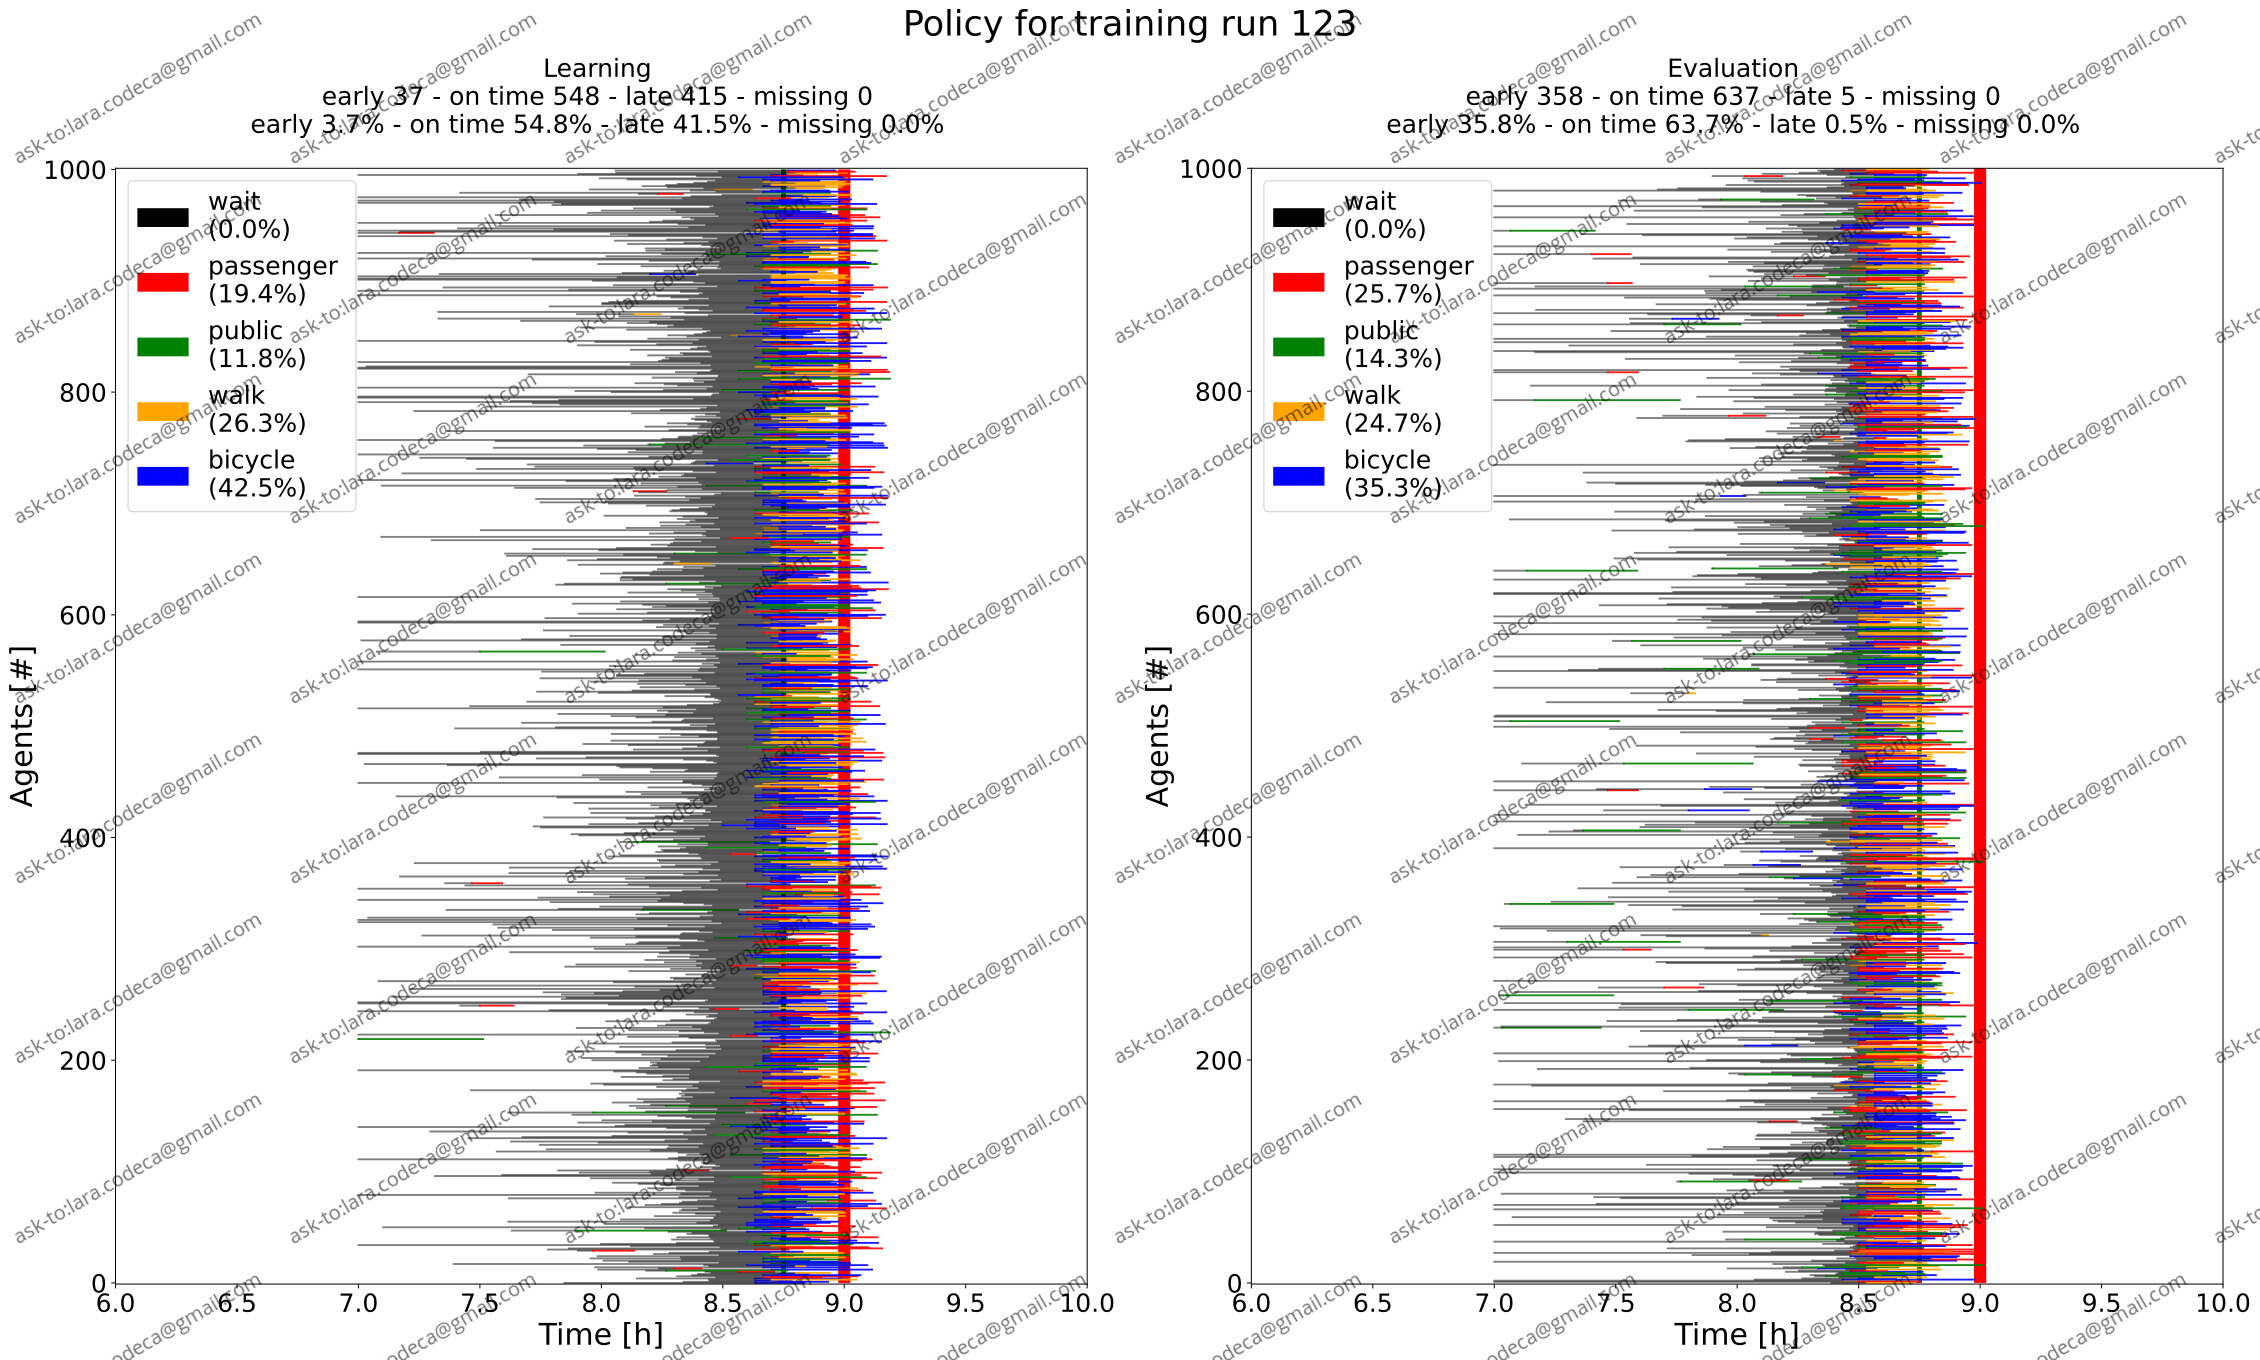 Policy for training run 123
Learning
early 37 - on time 548 - late 415 - missing 0
early 3.7% - on time 54.8% - late 41.5% - missing 0.0%
1000
800
600
400
200
0
Agents [#]
wait
(0.0%)
passenger
(19.4%)
public
(11.8%)
walk
(26.3%)
bicycle
(42.5%)
6.0 6.5 7.0 7.5 8.0 8.5 9.0 9.5 10.0
Time [h]
Evaluation
early 358 - on time 637 - late 5 - missing 0
early 35.8% - on time 63.7% - late 0.5% - missing 0.0%
1000
800
600
400
200
0
Agents [#]
wait
(0.0%)
passenger
(25.7%)
public
(14.3%)
walk
(24.7%)
bicycle
(35.3%)
6.0 6.5 7.0 7.5 8.0 8.5 9.0 9.5 10.0
Time [h]
ask-to:lara.codeca@gmail.com